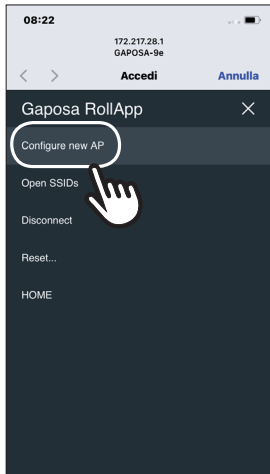 08:22
172.217.28.1
GAPOSA-9e
Accedi Annulla
Gaposa RollApp
Configure new AP
Open SSIDs
Disconnect
Reset...
HOME